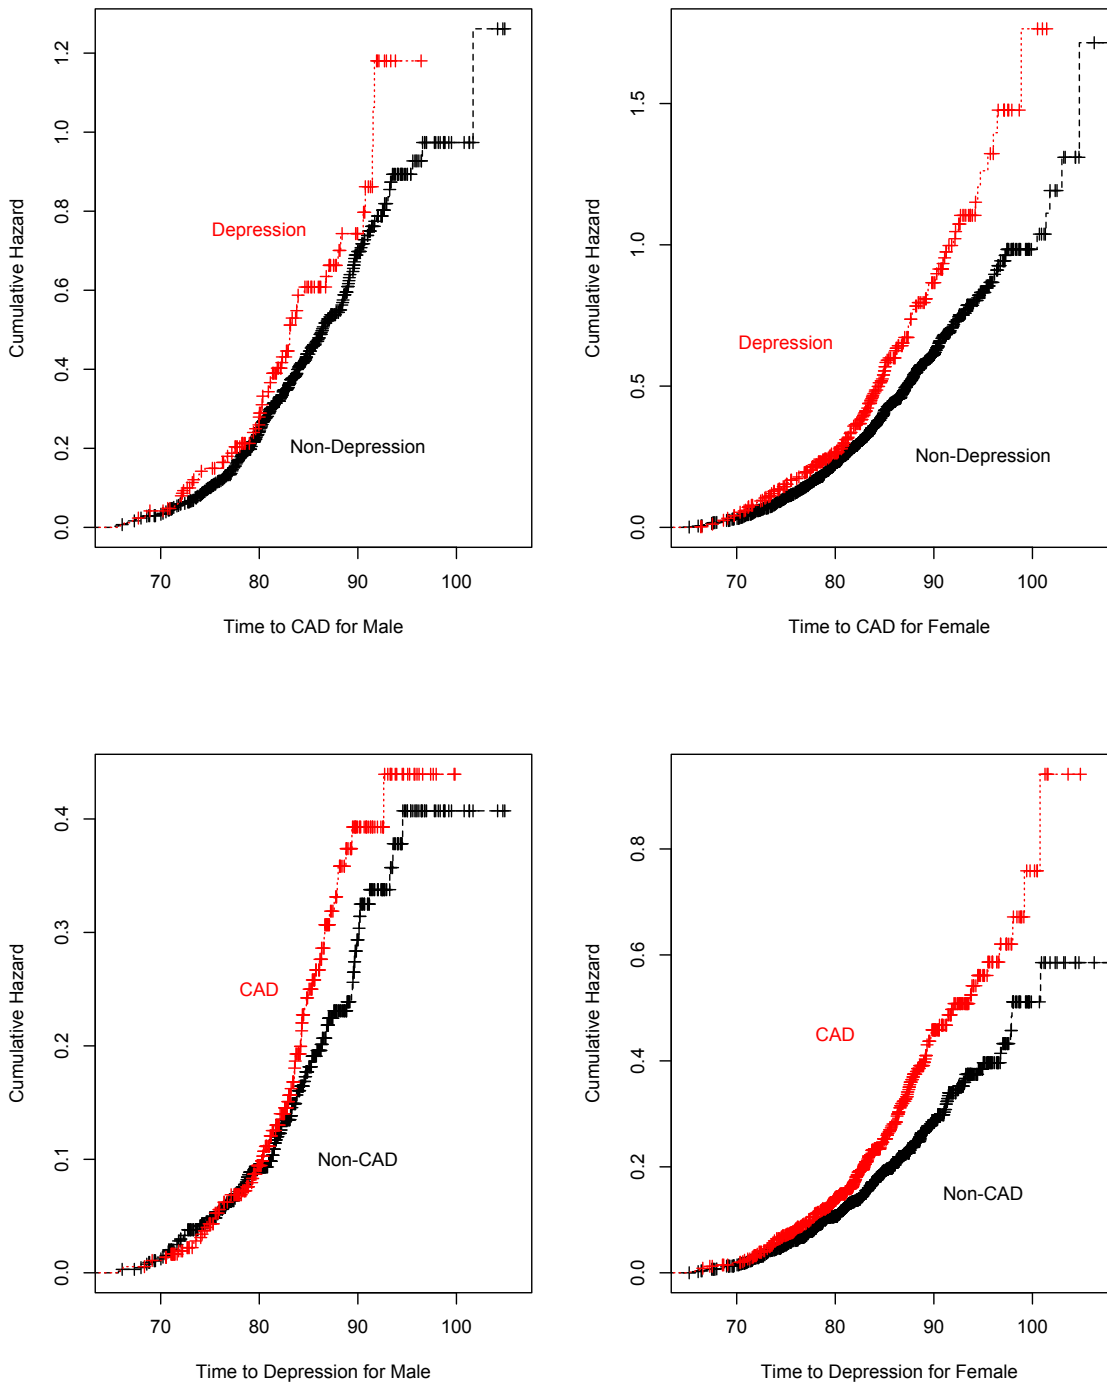 Cumulative Hazard
0.0 0.2 0.4 0.6 0.8 1.0 1.2
Depression
Non-Depression
70 80 90 100
Time to CAD for Male
Cumulative Hazard
0.0 0.5 1.0 1.5
Depression
Non-Depression
70 80 90 100
Time to CAD for Female
Cumulative Hazard
0.0 0.1 0.2 0.3 0.4
CAD
Non-CAD
70 80 90 100
Time to Depression for Male
Cumulative Hazard
0.0 0.2 0.4 0.6 0.8
CAD
Non-CAD
70 80 90 100
Time to Depression for Female